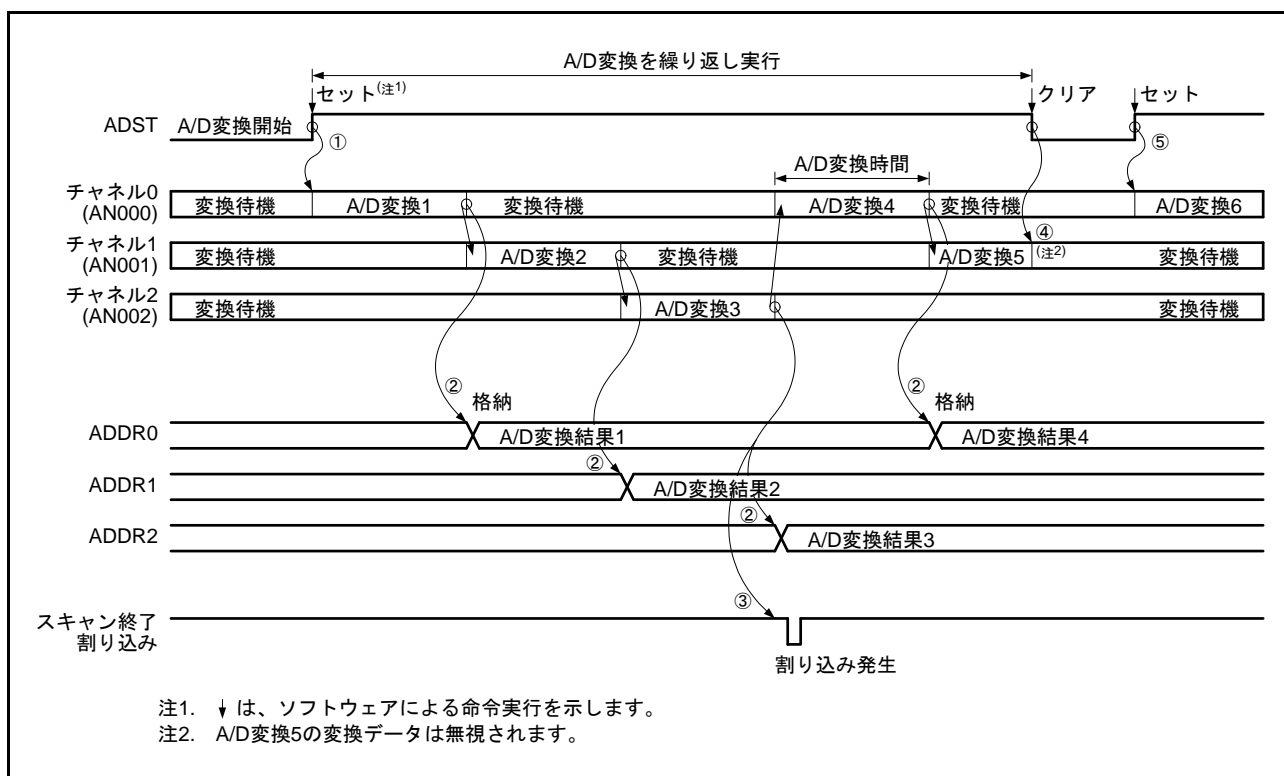 A/D変換を繰り返し実行
セット(注1)
クリア
セット
ADST
A/D変換開始
①
⑤
A/D変換時間
チャネル0
(AN000)
変換待機
A/D変換1
変換待機
A/D変換4
変換待機
A/D変換6
④
チャネル1
(AN001)
変換待機
A/D変換2
変換待機
A/D変換5
(注2)
変換待機
チャネル2
(AN002)
変換待機
A/D変換3
変換待機
②
格納
②
格納
ADDR0
A/D変換結果1
A/D変換結果4
②
ADDR1
A/D変換結果2
②
ADDR2
A/D変換結果3
③
スキャン終了
割り込み
割り込み発生
注1. ↓は、ソフトウェアによる命令実行を示します。
注2. A/D変換5の変換データは無視されます。